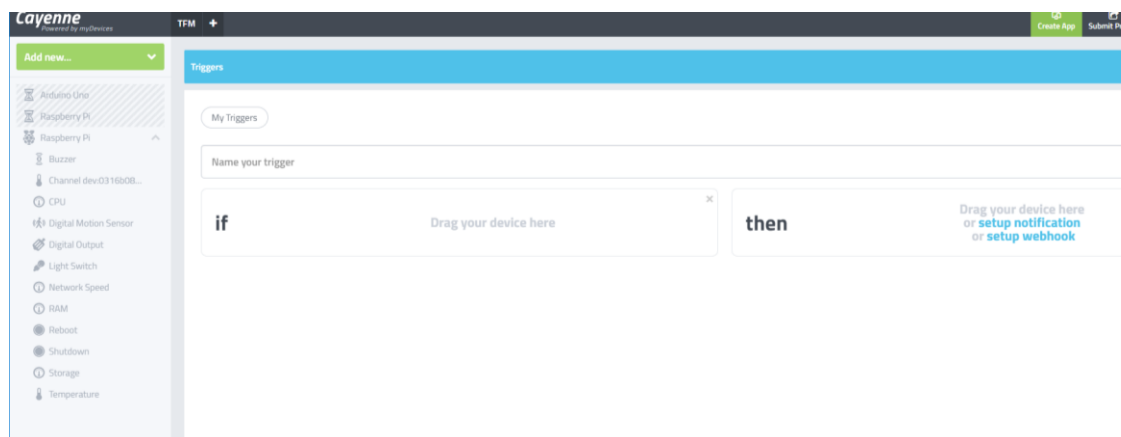 Cayenne
Powered by myDevices
TFM +
Create App
Submit P
Add new...
Triggers
Arduino Uno
Raspberry Pi
Raspberry Pi
Buzzer
Channel dev:0316b08...
CPU
Digital Motion Sensor
Digital Output
Light Switch
Network Speed
RAM
Reboot
Shutdown
Storage
Temperature
My Triggers
Name your trigger
if
Drag your device here
then
Drag your device here
or setup notification
or setup webhook